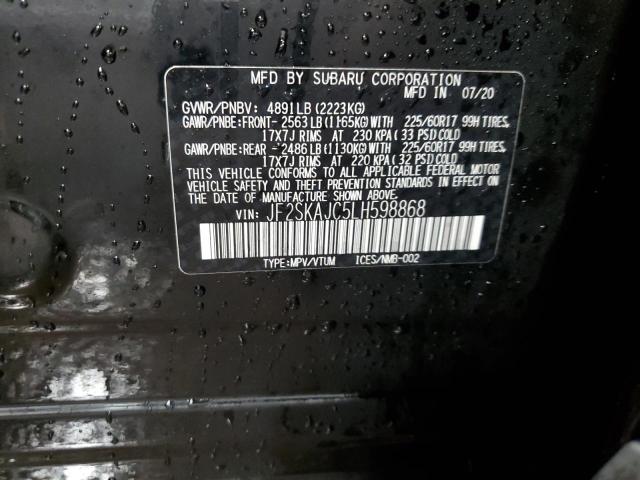 MFD BY SUBARU CORPORATION
MFD IN 07/20
GVWR/PNBV: 4891LB(2223KG)
GAWR/PNBE:FRONT- 2563LB(1165KG)WITH 225/60R17 99H TIRES,
17X7J RIMS AT 230 KPA(33 PSI)COLD
GAWR/PNBE:REAR -2486LB(1130KG)WITH 225/60R17 99H TIRES,
17X7J RIMS AT 220 KPA(32 PSI)COLD
THIS VEHICLE CONFORMS TO ALL APPLICABLE FEDERAL MOTOR
VEHICLE SAFETY, BUMPER, AND THEFT PREVENTION STANDARDS IN EFFECT ON
THE DATE OF MANUFACTURE SHOWN ABOVE.
VIN: JF2SKAJC5LH598868
TYPE:MPV/VTUM ICES/NMB-002